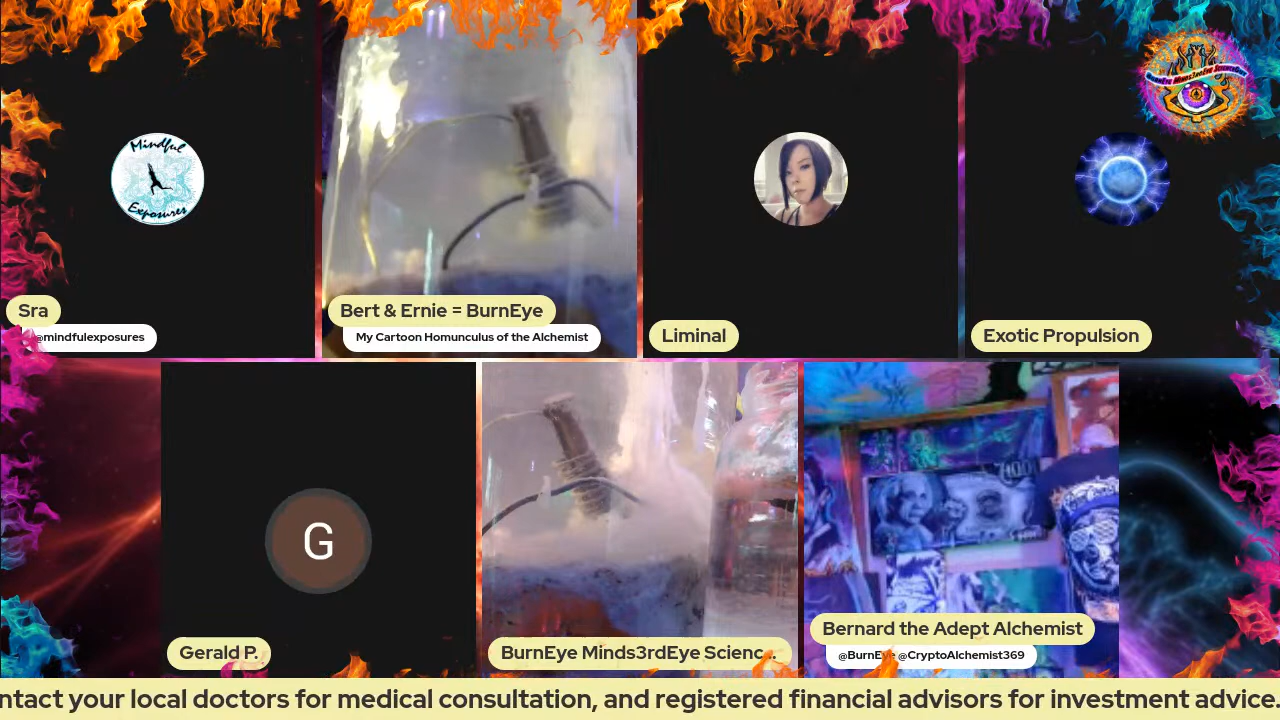 Mindful
Exposures
Sra
@mindfulexposures
Bert & Ernie = BurnEye
My Cartoon Homunculus of the Alchemist
Liminal
Exotic Propulsion
G
Gerald P.
BurnEye Minds3rdEye Scienc...
Bernard the Adept Alchemist
@BurnEye @CryptoAlchemist369
ntact your local doctors for medical consultation, and registered financial advisors for investment advice.